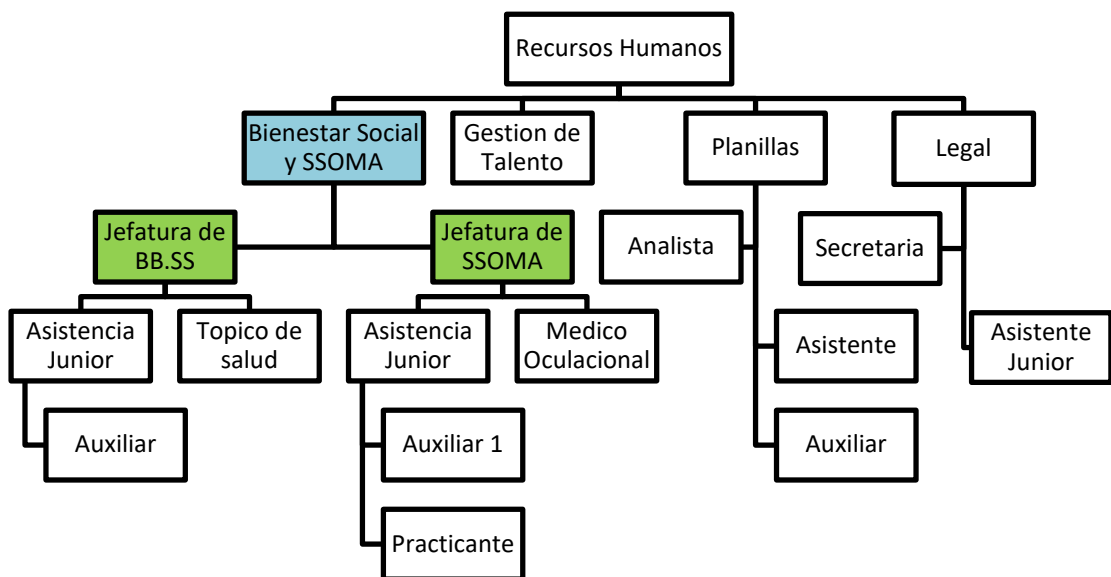 Recursos Humanos
Bienestar Social
y SSOMA
Gestion de
Talento
Planillas
Legal
Jefatura de
BB.SS
Jefatura de
SSOMA
Analista
Secretaria
Asistencia
Junior
Topico de
salud
Asistencia
Junior
Medico
Oculacional
Asistente
Asistente
Junior
Auxiliar
Auxiliar 1
Auxiliar
Practicante